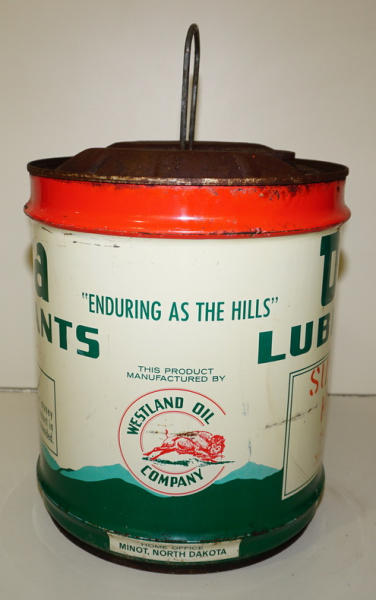 a
"ENDURING AS THE HILLS"
ANTS
LUB
THIS PRODUCT
MANUFACTURED BY
WESTLAND OIL
COMPANY
HOME OFFICE
MINOT, NORTH DAKOTA